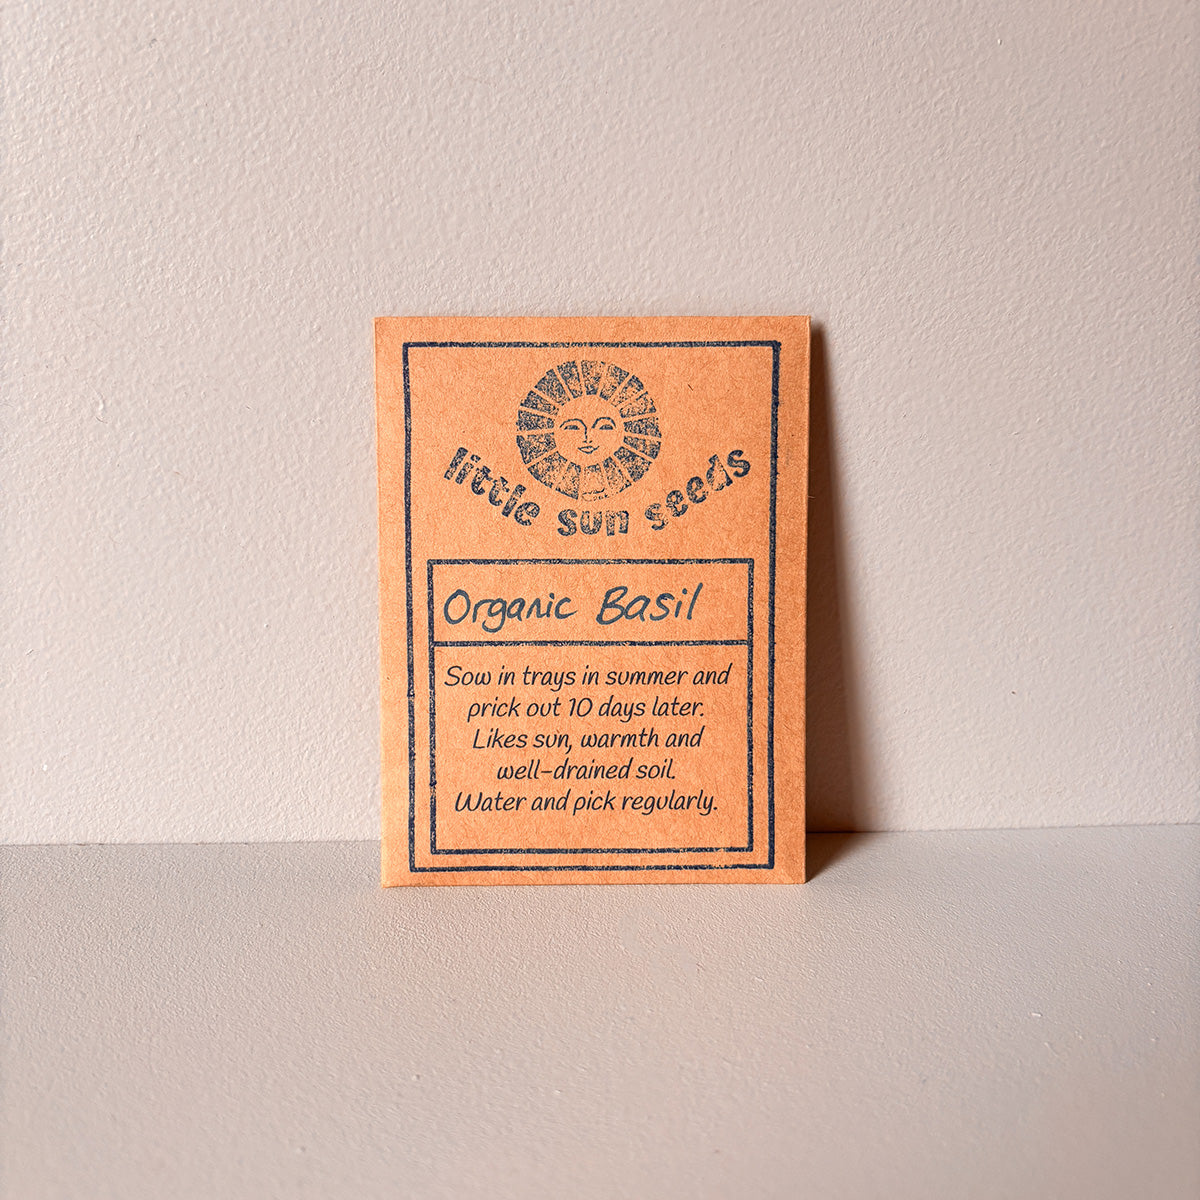 little sun seeds
Organic Basil
Sow in trays in summer and
prick out 10 days later.
Likes sun, warmth and
well-drained soil.
Water and pick regularly.